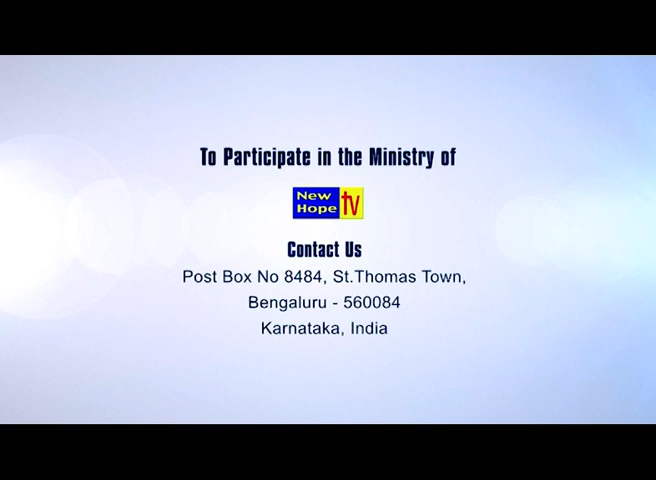 To Participate in the Ministry of
New
Hope tv
Contact Us
Post Box No 8484, St.Thomas Town,
Bengaluru - 560084
Karnataka, India